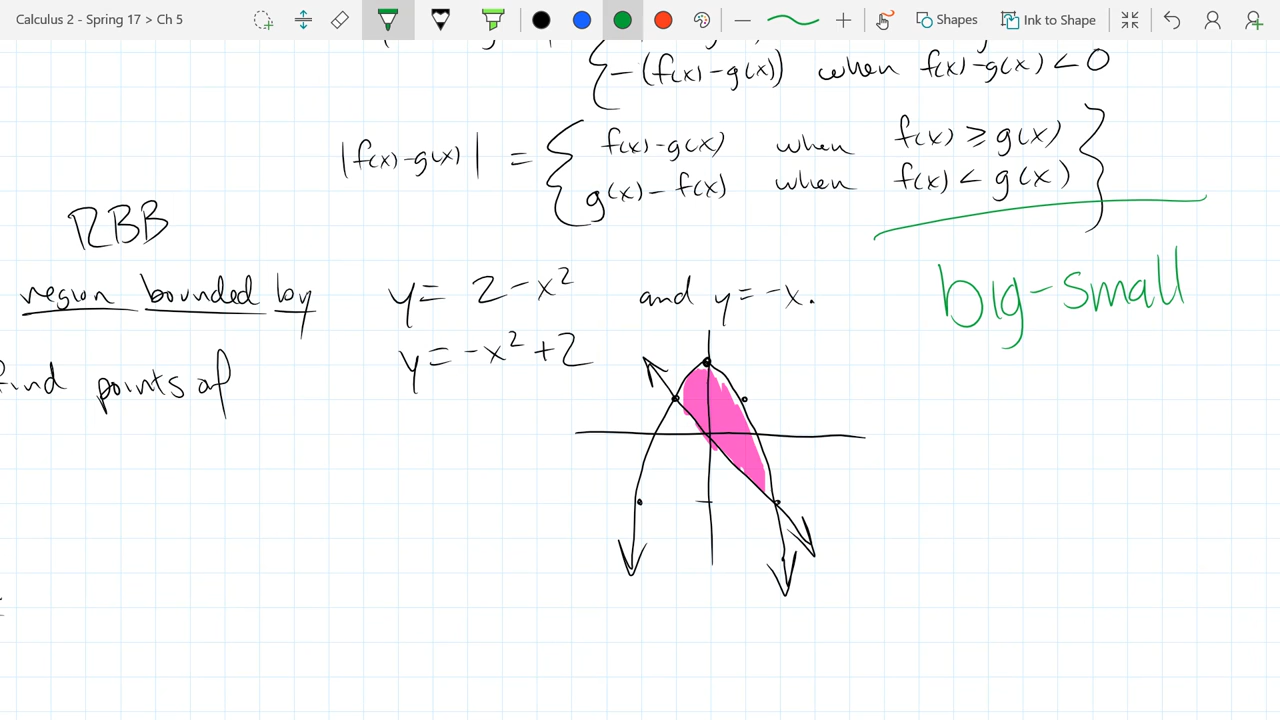 Calculus 2 - Spring 17 > Ch 5
Shapes
Ink to Shape
-(f(x)-g(x)) when f(x)-g(x) < 0
|f(x)-g(x)| = { f(x)-g(x) when f(x) ≥ g(x)
g(x)-f(x) when f(x) < g(x) }
RBB
region bounded by y = 2-x² and y=-x.
big-small
y = -x²+2
find points of